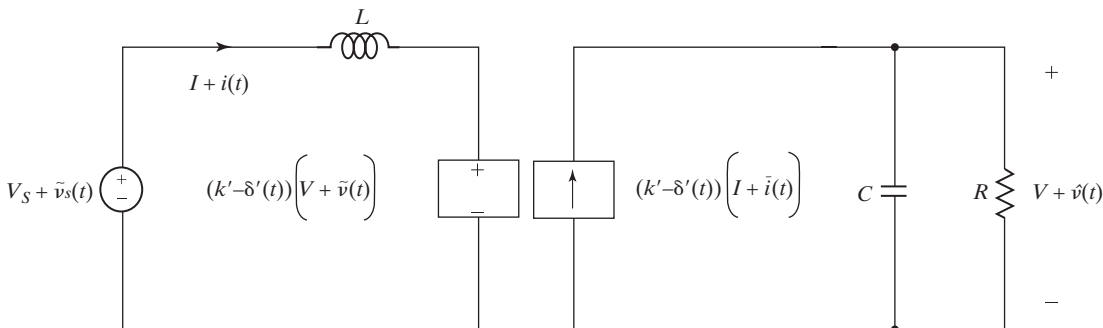 L
I + i(t)
+
V_S + ṽs(t)
+
−
(k′–δ′(t)) (V + ṽ(t))
+
−
(k′–δ′(t)) (I + ĩ(t))
C
R
V + v̂(t)
−